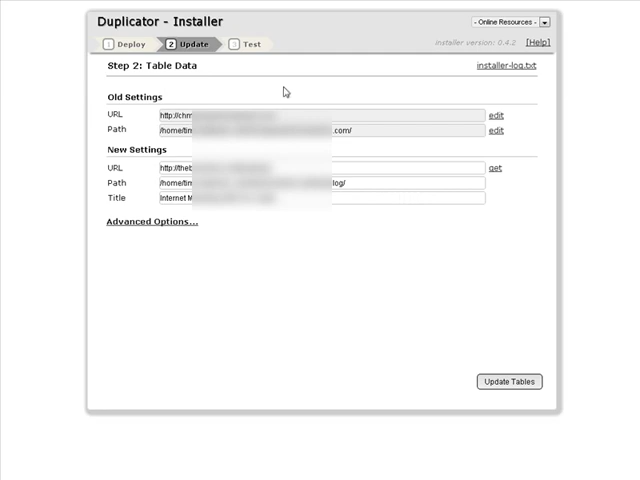 Duplicator - Installer
- Online Resources -
1 Deploy 2 Update 3 Test
installer version: 0.4.2 [Help]
Step 2: Table Data
installer-log.txt
Old Settings
URL http://chr edit
Path /home/tim .com/ edit
New Settings
URL http://the get
Path /home/tim log/
Title Internet M
Advanced Options...
Update Tables